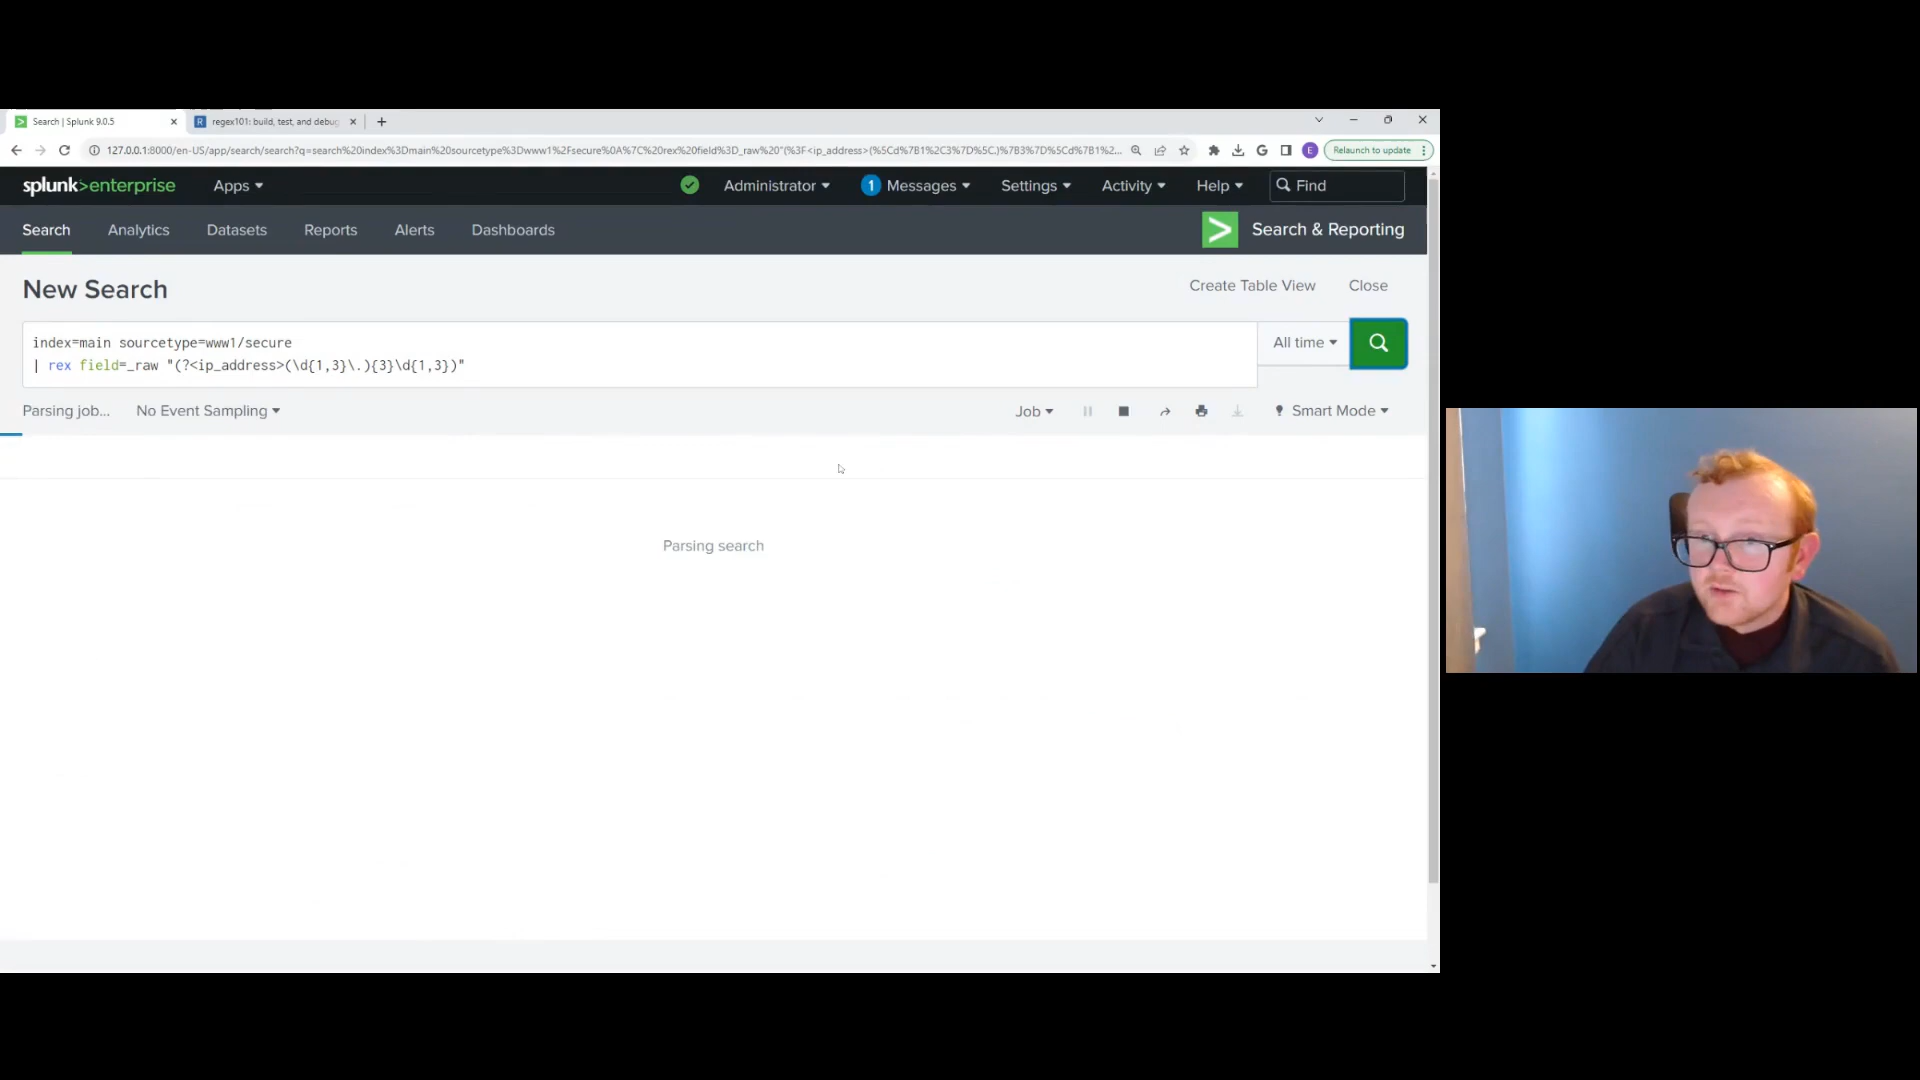 Search | Splunk 9.0.5
regex101: build, test, and debug
127.0.0.1:8000/en-US/app/search/search?q=search%20index%3Dmain%20sourcetype%3Dwww1%2Fsecure%0A%7C%20rex%20field%3D_raw%20"(%3F<ip_address>(%5Cd%7B1%2C3%7D%5C.)%7B3%7D%5Cd%7B1%2...
Relaunch to update
splunk>enterprise
Apps
Administrator
1 Messages
Settings
Activity
Help
Find
Search
Analytics
Datasets
Reports
Alerts
Dashboards
Search & Reporting
New Search
Create Table View
Close
index=main sourcetype=www1/secure
| rex field=_raw "(?<ip_address>(\d{1,3}\.){3}\d{1,3})"
All time
Parsing job...
No Event Sampling
Job
Smart Mode
Parsing search